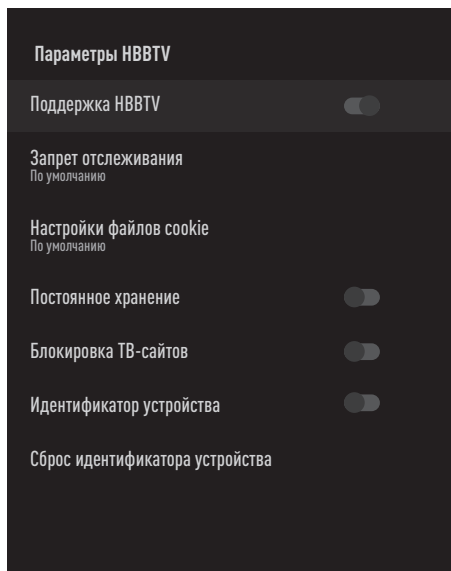 Параметры HBBTV
Поддержка HBBTV
Запрет отслеживания
По умолчанию
Настройки файлов cookie
По умолчанию
Постоянное хранение
Блокировка ТВ-сайтов
Идентификатор устройства
Сброс идентификатора устройства